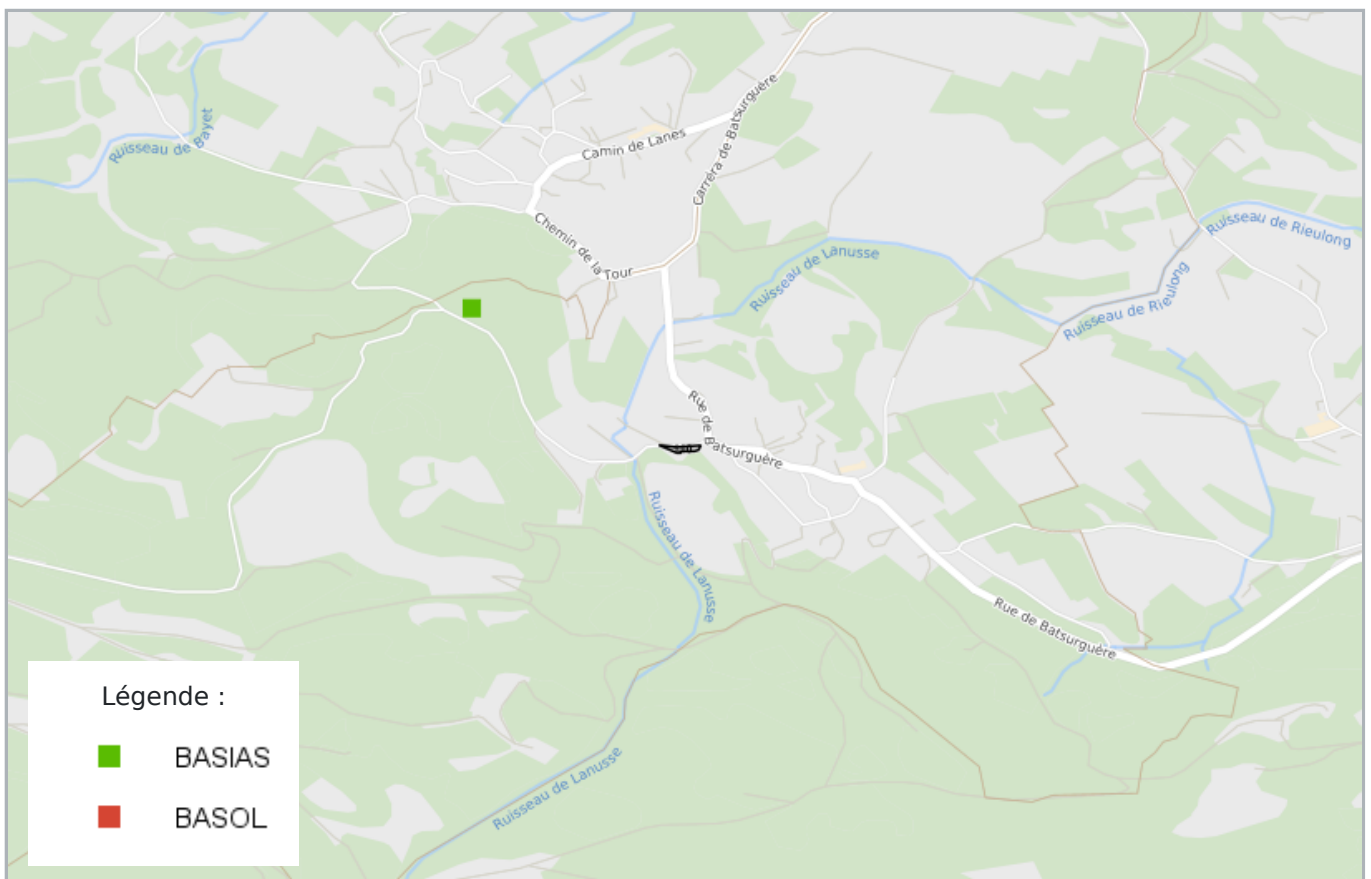 Ruisseau de Bayet
Camin de Lanes
Carréra de Batsurguère
Chemin de la Tour
Ruisseau de Lanusse
Ruisseau de Rieulong
Ruisseau de Rieulong
Rue de Batsurguère
Ruisseau de Lanusse
Rue de Batsurguère
Ruisseau de Lanusse
Légende :
BASIAS
BASOL